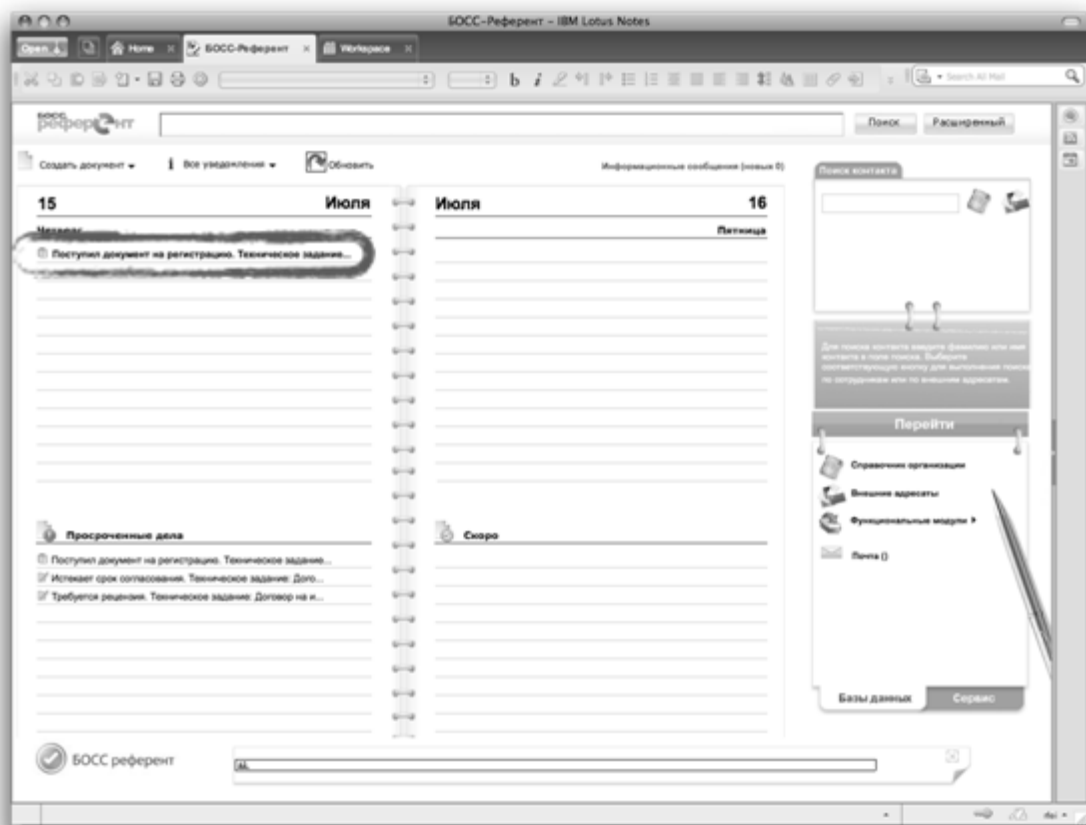 БОСС-Референт – IBM Lotus Notes
Open
Home
БОСС-Референт
Workspace
b i
Search All Mail
БОСС
референт
Поиск
Расширенный
Создать документ
Все уведомления
Обновить
Информационные сообщения (новых 0)
15 Июля
Четверг
Поступил документ на регистрацию. Техническое задание...
Июля 16
Пятница
Просроченные дела
Поступил документ на регистрацию. Техническое задание...
Истекает срок согласования. Техническое задание: Дого...
Требуется рецензия. Техническое задание: Договор на и...
Скоро
Поиск контакта
Для поиска контакта введите фамилию или имя
контакта в поле поиска. Выберите
соответствующую кнопку для выполнения поиска
по сотрудникам или по внешним адресатам.
Перейти
Справочник организации
Внешние адресаты
Функциональные модули
Почта ()
Базы данных
Сервис
БОСС референт